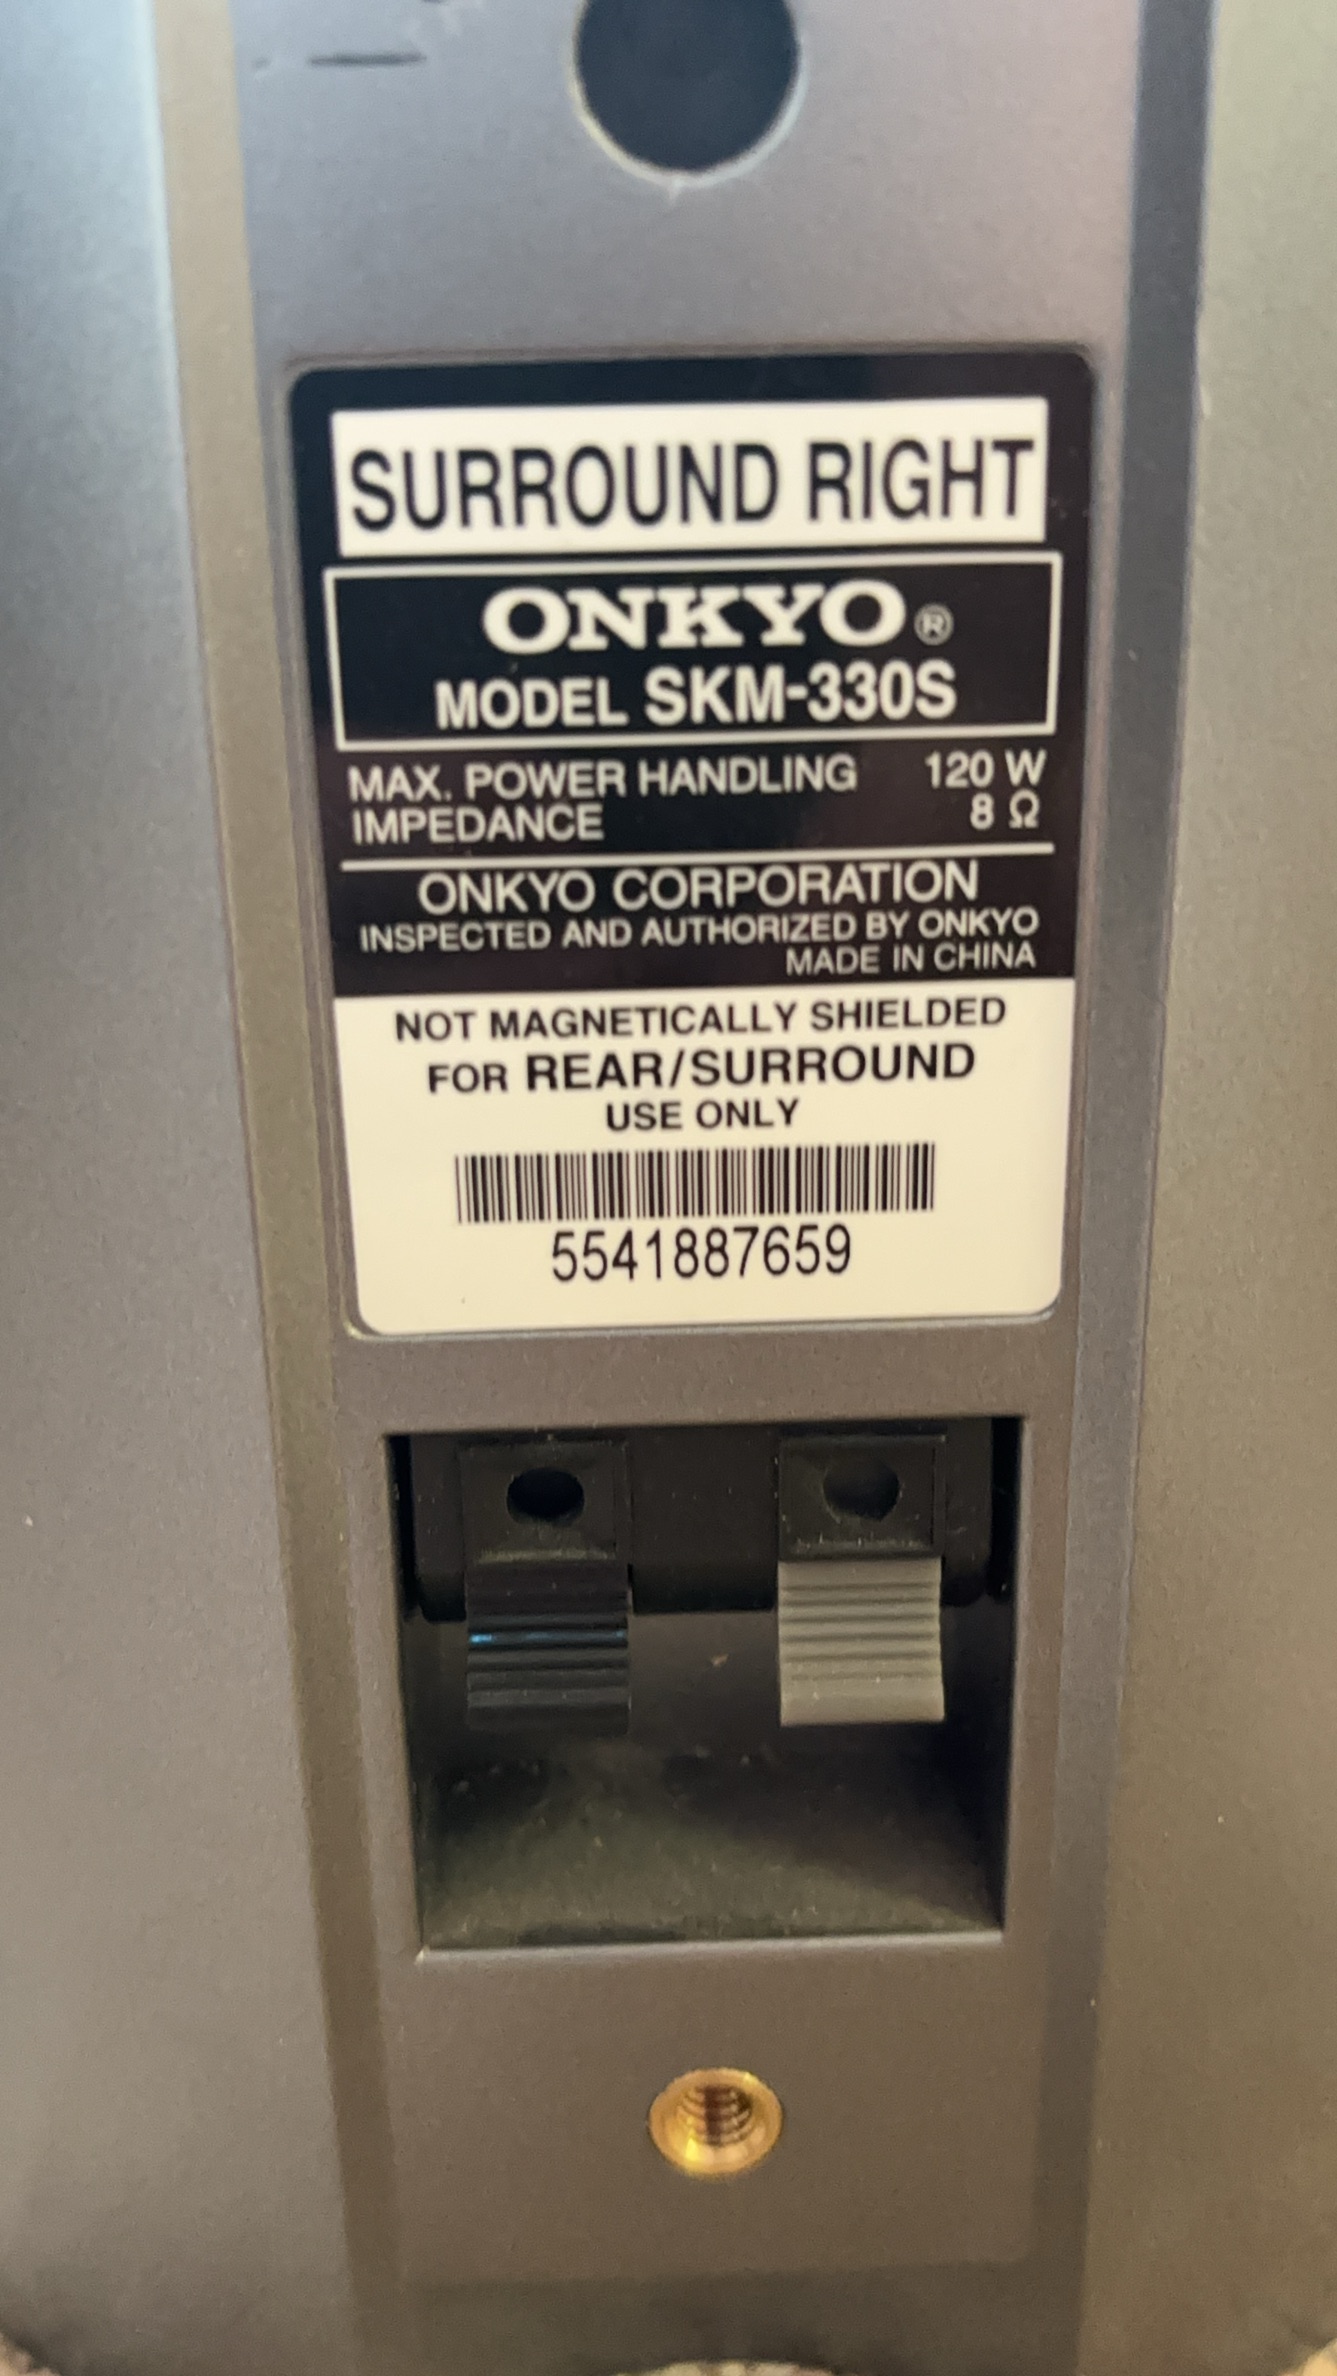 SURROUND RIGHT
ONKYO®
MODEL SKM-330S
MAX. POWER HANDLING 120 W
IMPEDANCE 8 Ω
ONKYO CORPORATION
INSPECTED AND AUTHORIZED BY ONKYO
MADE IN CHINA
NOT MAGNETICALLY SHIELDED
FOR REAR/SURROUND
USE ONLY
5541887659